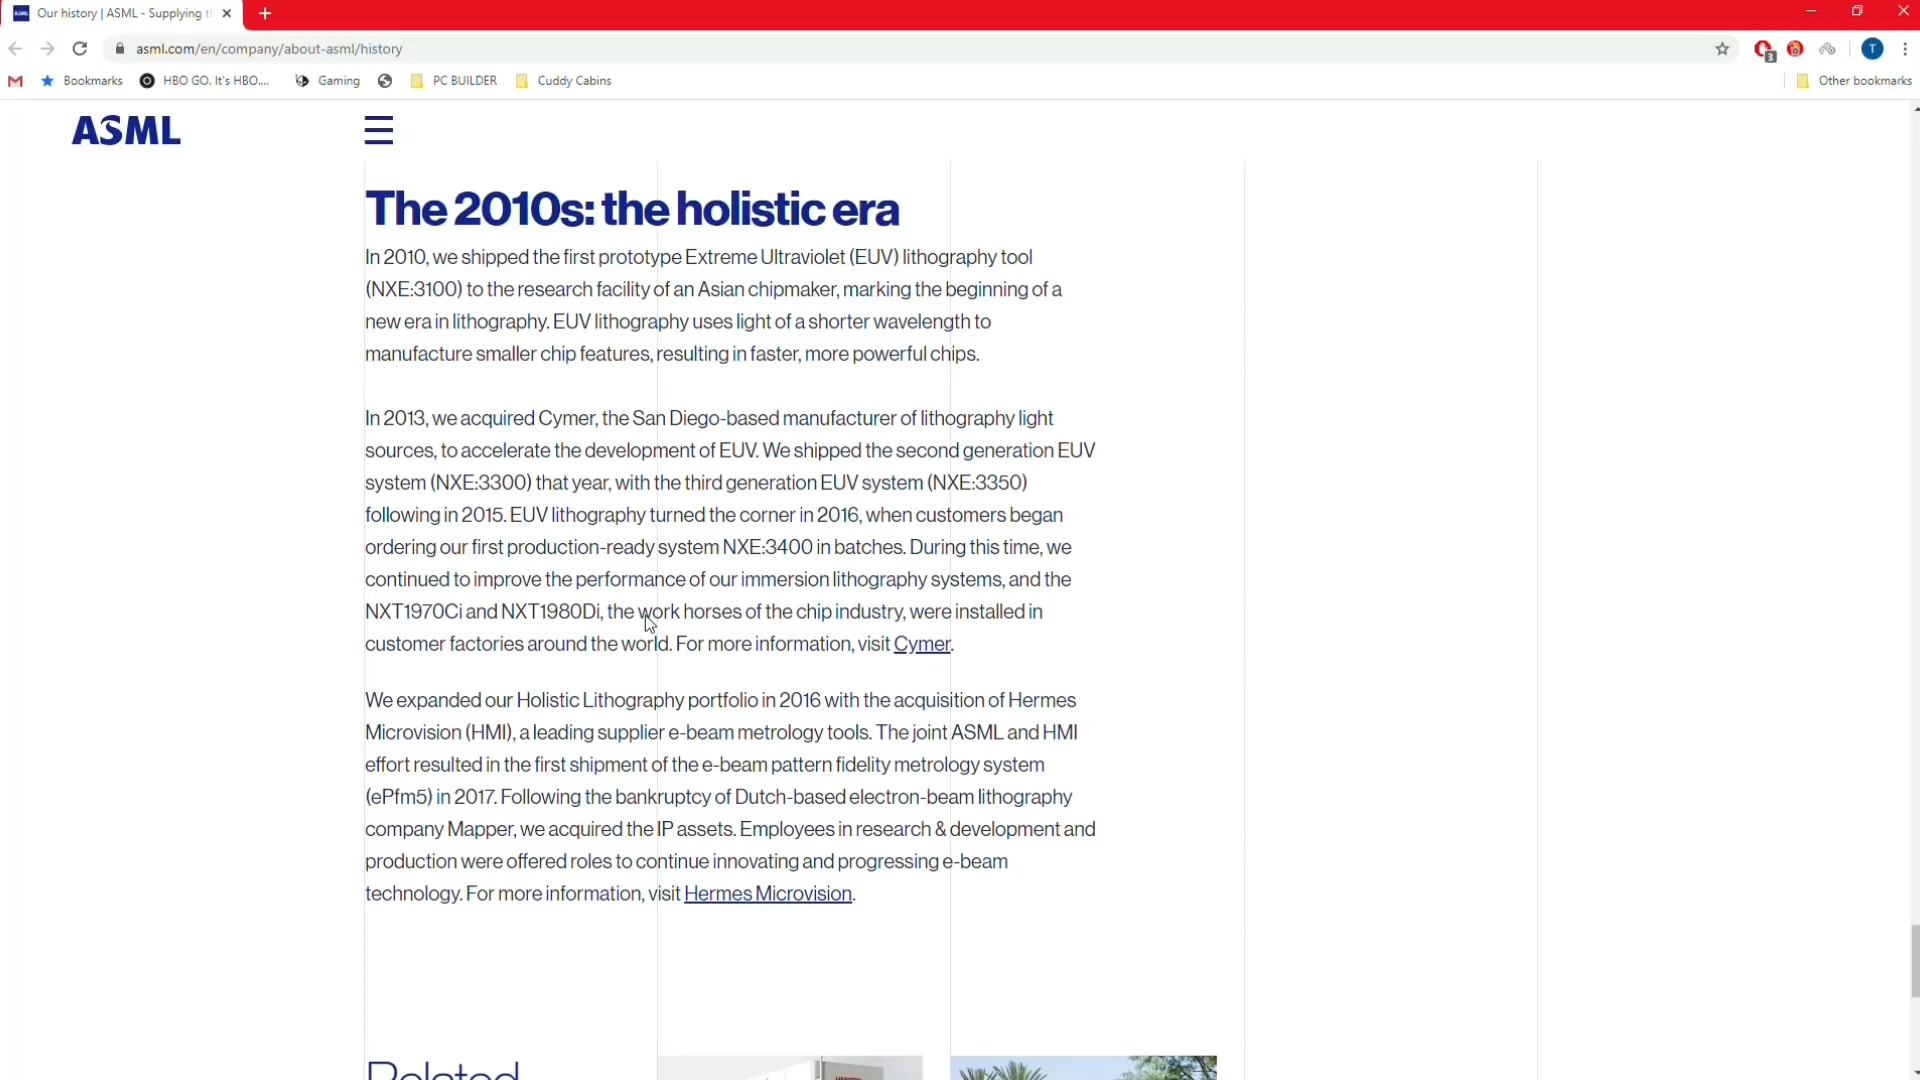 Our history | ASML - Supplying t
asml.com/en/company/about-asml/history
3
T
Bookmarks
HBO GO. It's HBO....
Gaming
PC BUILDER
Cuddy Cabins
Other bookmarks
ASML
The 2010s: the holistic era
In 2010, we shipped the first prototype Extreme Ultraviolet (EUV) lithography tool
(NXE:3100) to the research facility of an Asian chipmaker, marking the beginning of a
new era in lithography. EUV lithography uses light of a shorter wavelength to
manufacture smaller chip features, resulting in faster, more powerful chips.
In 2013, we acquired Cymer, the San Diego-based manufacturer of lithography light
sources, to accelerate the development of EUV. We shipped the second generation EUV
system (NXE:3300) that year, with the third generation EUV system (NXE:3350)
following in 2015. EUV lithography turned the corner in 2016, when customers began
ordering our first production-ready system NXE:3400 in batches. During this time, we
continued to improve the performance of our immersion lithography systems, and the
NXT1970Ci and NXT1980Di, the work horses of the chip industry, were installed in
customer factories around the world. For more information, visit Cymer.
We expanded our Holistic Lithography portfolio in 2016 with the acquisition of Hermes
Microvision (HMI), a leading supplier e-beam metrology tools. The joint ASML and HMI
effort resulted in the first shipment of the e-beam pattern fidelity metrology system
(ePfm5) in 2017. Following the bankruptcy of Dutch-based electron-beam lithography
company Mapper, we acquired the IP assets. Employees in research & development and
production were offered roles to continue innovating and progressing e-beam
technology. For more information, visit Hermes Microvision.
Related